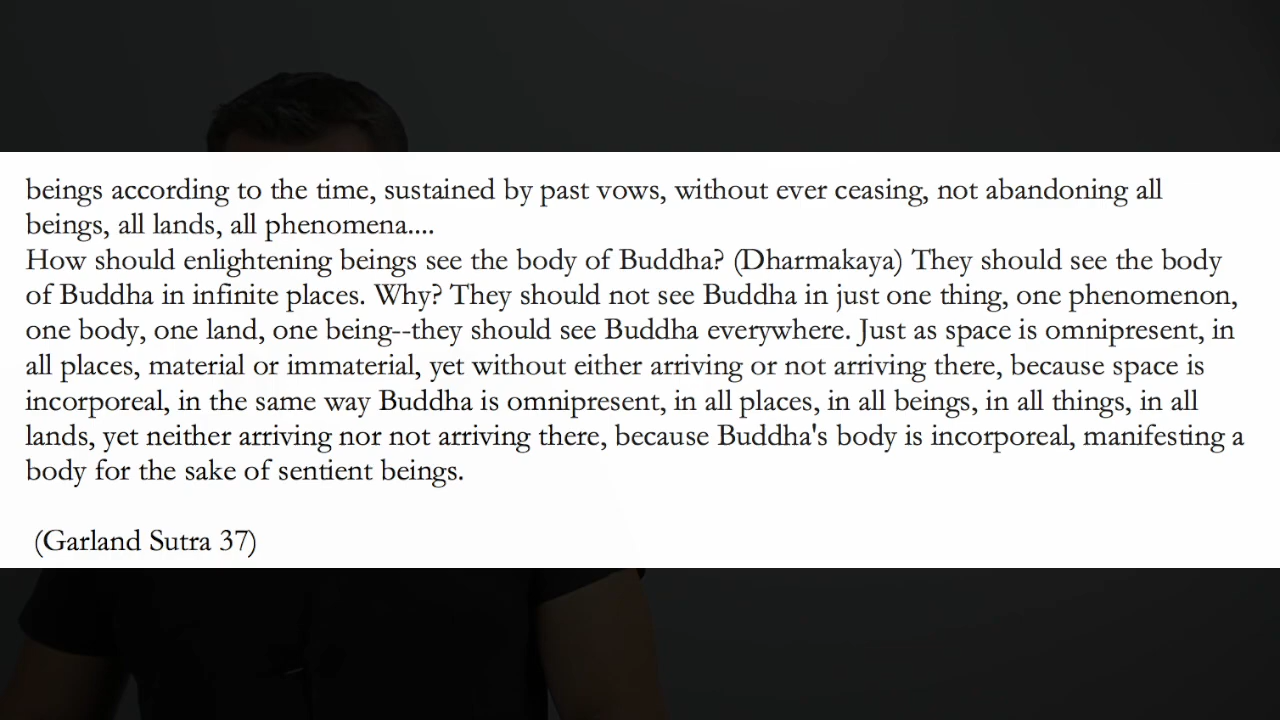 beings according to the time, sustained by past vows, without ever ceasing, not abandoning all
beings, all lands, all phenomena....
How should enlightening beings see the body of Buddha? (Dharmakaya) They should see the body
of Buddha in infinite places. Why? They should not see Buddha in just one thing, one phenomenon,
one body, one land, one being--they should see Buddha everywhere. Just as space is omnipresent, in
all places, material or immaterial, yet without either arriving or not arriving there, because space is
incorporeal, in the same way Buddha is omnipresent, in all places, in all beings, in all things, in all
lands, yet neither arriving nor not arriving there, because Buddha's body is incorporeal, manifesting a
body for the sake of sentient beings.
(Garland Sutra 37)